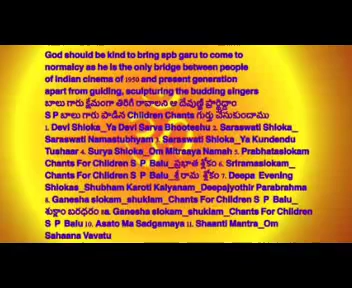 God should be kind to bring spb garu to come to
normalcy as he is the only bridge between people
of indian cinema of 1950 and present generation
apart from guiding, sculpturing the budding singers
బాలు గారు క్షేమంగా తిరిగి రావాలని ఆ దేవుణ్ణి ప్రార్థిద్దాం
S P బాలు గారు పాడిన Children Chants గుర్తు చేసుకుందాము
1. Devi Shloka_Ya Devi Sarva Bhooteshu 2. Saraswati Shloka_
Saraswati Namastubhyam 3. Saraswati Shloka_Ya Kundendu
Tushaar 4. Surya Shloka_Om Mitraaya Namah 5. Prabhataslokam
Chants For Children S P Balu_ప్రభాత శ్లోకం 6. Sriramaslokam_
Chants For Children S P Balu_శ్రీ రామ శ్లోకం 7. Deepa Evening
Shlokas_Shubham Karoti Kalyanam_Deepajyothir Parabrahma
8. Ganesha slokam_shuklam_Chants For Children S P Balu_
శుక్లాం బరధరం 8a. Ganesha slokam_shuklam_Chants For Children
S P Balu 10. Asato Ma Sadgamaya 11. Shaanti Mantra_Om
Sahaana Vavatu